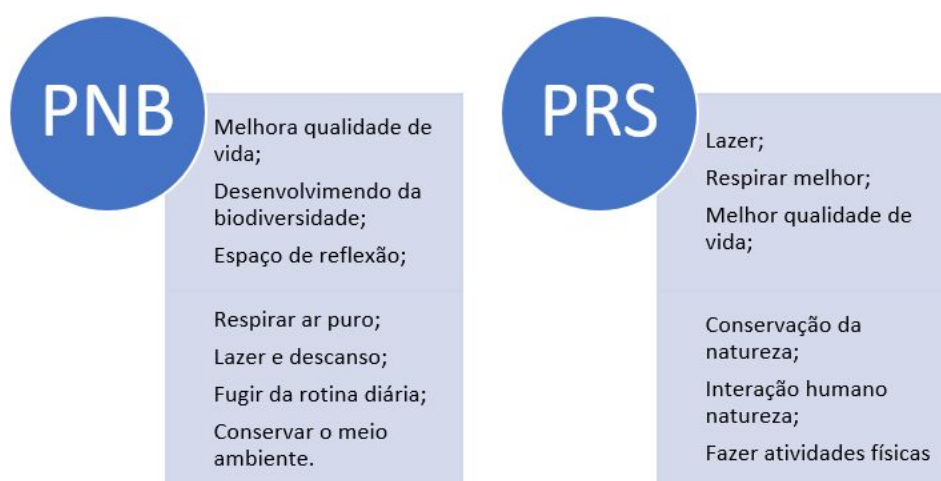 PNB
Melhora qualidade de
vida;
Desenvolvimendo da
biodiversidade;
Espaço de reflexão;
Respirar ar puro;
Lazer e descanso;
Fugir da rotina diária;
Conservar o meio
ambiente.
PRS
Lazer;
Respirar melhor;
Melhor qualidade de
vida;
Conservação da
natureza;
Interação humano
natureza;
Fazer atividades físicas